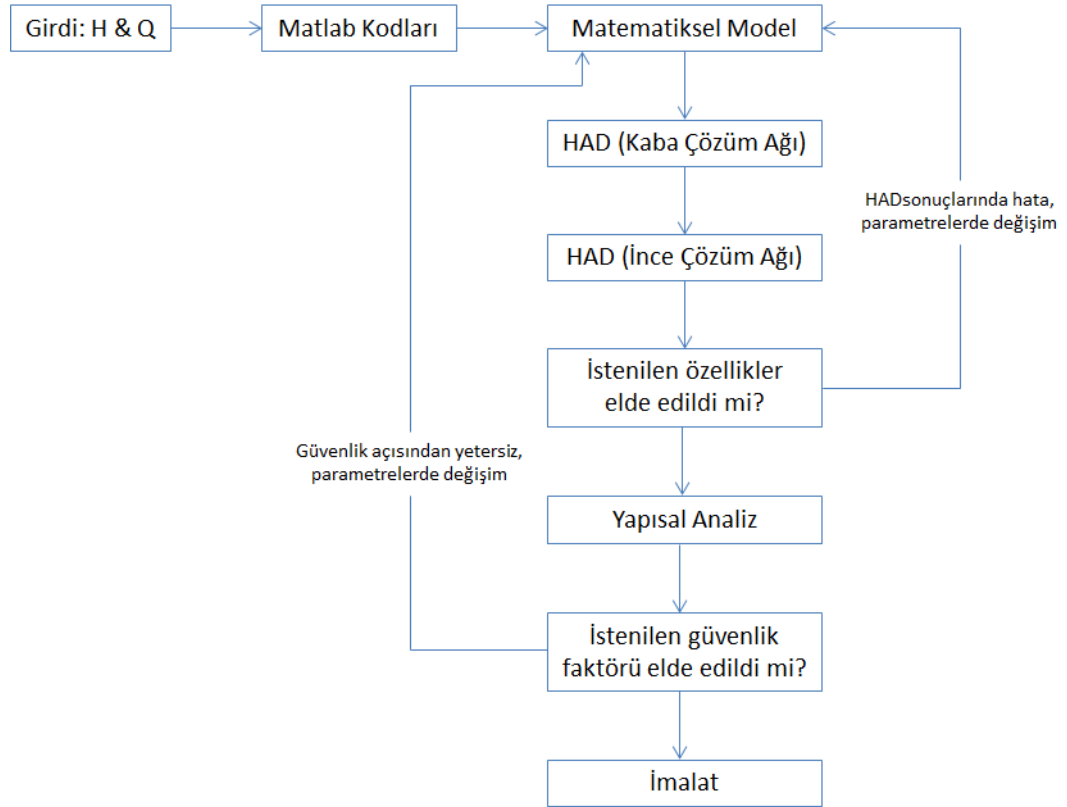 Girdi: H & Q
Matlab Kodları
Matematiksel Model
HAD (Kaba Çözüm Ağı)
HADsonuçlarında hata,
parametrelerde değişim
HAD (İnce Çözüm Ağı)
İstenilen özellikler
elde edildi mi?
Güvenlik açısından yetersiz,
parametrelerde değişim
Yapısal Analiz
İstenilen güvenlik
faktörü elde edildi mi?
İmalat